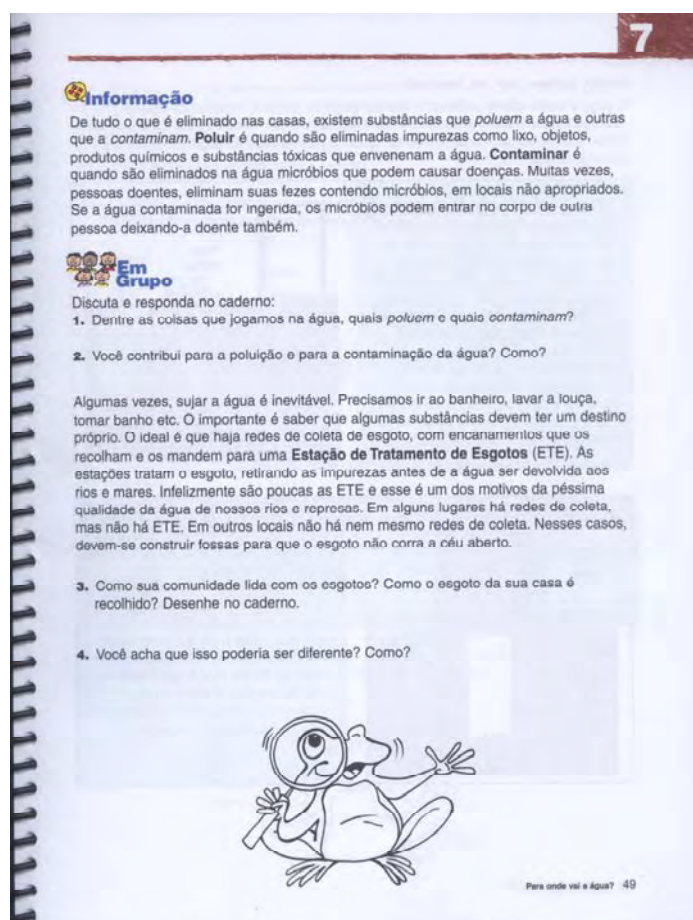 7
Informação
De tudo o que é eliminado nas casas, existem substâncias que poluem a água e outras
que a contaminam. Poluir é quando são eliminadas impurezas como lixo, objetos,
produtos químicos e substâncias tóxicas que envenenam a água. Contaminar é
quando são eliminados na água micróbios que podem causar doenças. Muitas vezes,
pessoas doentes, eliminam suas fezes contendo micróbios, em locais não apropriados.
Se a água contaminada for ingerida, os micróbios podem entrar no corpo de outra
pessoa deixando-a doente também.
Em
Grupo
Discuta e responda no caderno:
1. Dentre as coisas que jogamos na água, quais poluem e quais contaminam?
2. Você contribui para a poluição e para a contaminação da água? Como?
Algumas vezes, sujar a água é inevitável. Precisamos ir ao banheiro, lavar a louça,
tomar banho etc. O importante é saber que algumas substâncias devem ter um destino
próprio. O ideal é que haja redes de coleta de esgoto, com encanamentos que os
recolham e os mandem para uma Estação de Tratamento de Esgotos (ETE). As
estações tratam o esgoto, retirando as impurezas antes de a água ser devolvida aos
rios e mares. Infelizmente são poucas as ETE e esse é um dos motivos da péssima
qualidade da água de nossos rios e represas. Em alguns lugares há redes de coleta,
mas não há ETE. Em outros locais não há nem mesmo redes de coleta. Nesses casos,
devem-se construir fossas para que o esgoto não corra a céu aberto.
3. Como sua comunidade lida com os esgotos? Como o esgoto da sua casa é
recolhido? Desenhe no caderno.
4. Você acha que isso poderia ser diferente? Como?
Para onde vai a água? 49